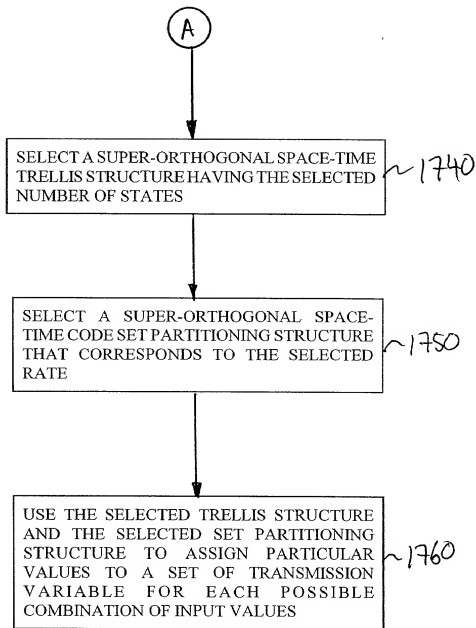 A
SELECT A SUPER-ORTHOGONAL SPACE-TIME
TRELLIS STRUCTURE HAVING THE SELECTED
NUMBER OF STATES
1740
SELECT A SUPER-ORTHOGONAL SPACE-
TIME CODE SET PARTITIONING STRUCTURE
THAT CORRESPONDS TO THE SELECTED
RATE
1750
USE THE SELECTED TRELLIS STRUCTURE
AND THE SELECTED SET PARTITIONING
STRUCTURE TO ASSIGN PARTICULAR
VALUES TO A SET OF TRANSMISSION
VARIABLE FOR EACH POSSIBLE
COMBINATION OF INPUT VALUES
1760